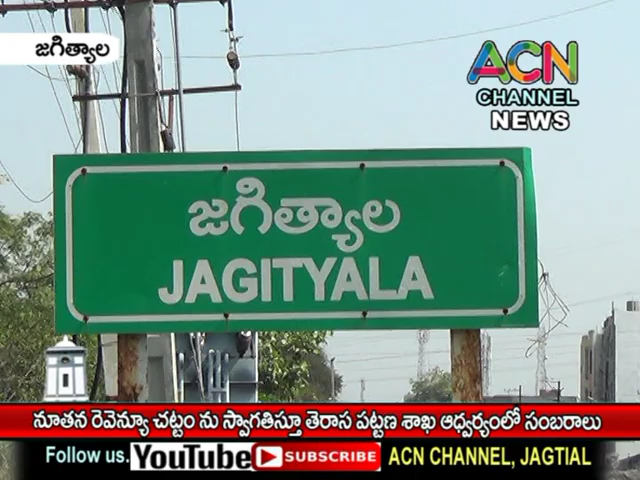 జగిత్యాల
ACN
CHANNEL
NEWS
జగిత్యాల
JAGITYALA
నూతన రెవెన్యూ చట్టం ను స్వాగతిస్తూ తెరాస పట్టణ శాఖ ఆధ్వర్యంలో సంబరాలు
Follow us. YouTube SUBSCRIBE ACN CHANNEL, JAGTIAL